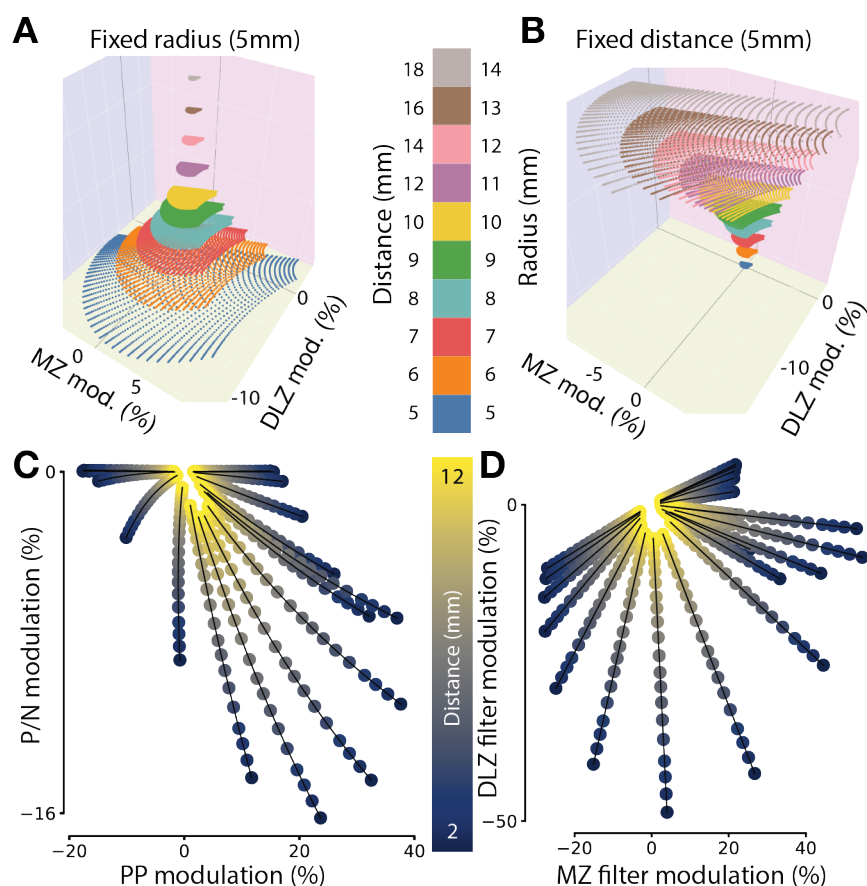 A
Fixed radius (5mm)
B
Fixed distance (5mm)
Distance (mm)
Radius (mm)
18 14
16 13
14 12
12 11
10 10
9 9
8 8
7 7
6 6
5 5
MZ mod. (%)
0
5
DLZ mod. (%)
0
-10
MZ mod. (%)
-5
0
DLZ mod. (%)
0
-10
C
P/N modulation (%)
0
−16
−20 0 20 40
PP modulation (%)
12
Distance (mm)
2
D
DLZ filter modulation (%)
0
−50
−20 0 20 40
MZ filter modulation (%)